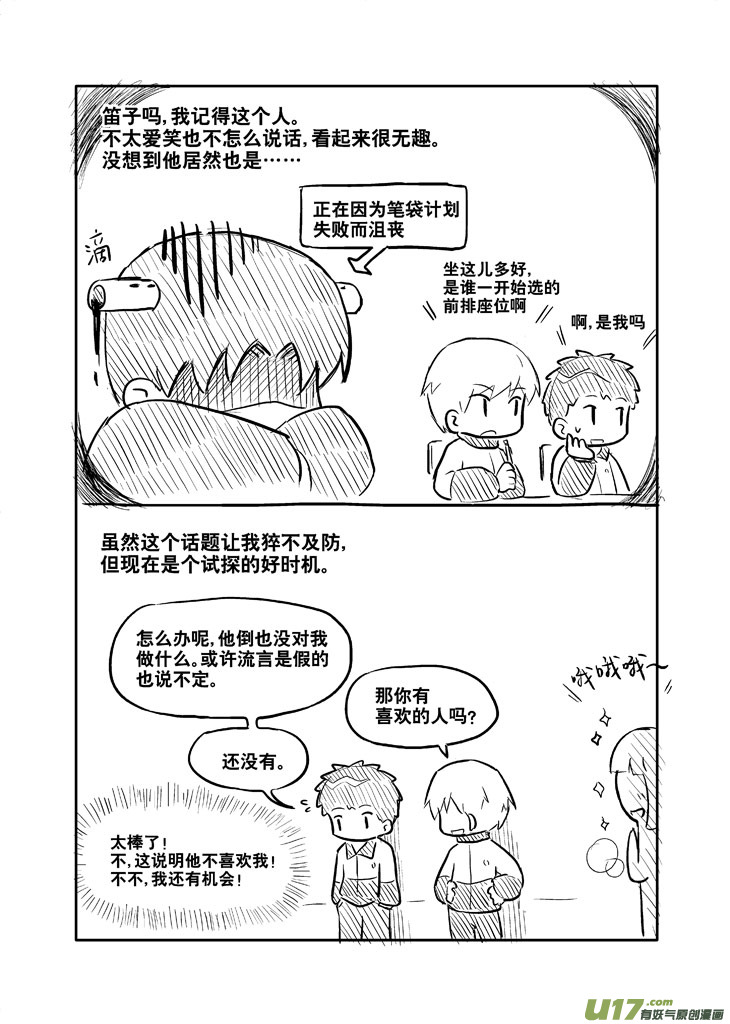 笛子吗，我记得这个人。
不太爱笑也不怎么说话，看起来很无趣。
没想到他居然也是……
正在因为笔袋计划
失败而沮丧
滴
坐这儿多好，
是谁一开始选的
前排座位啊
啊，是我吗
虽然这个话题让我猝不及防，
但现在是个试探的好时机。
怎么办呢，他倒也没对我
做什么。或许流言是假的
也说不定。
还没有。
那你有
喜欢的人吗？
哦哦哦～
太棒了！
不，这说明他不喜欢我！
不不，我还有机会！
U17.com
有妖气原创漫画